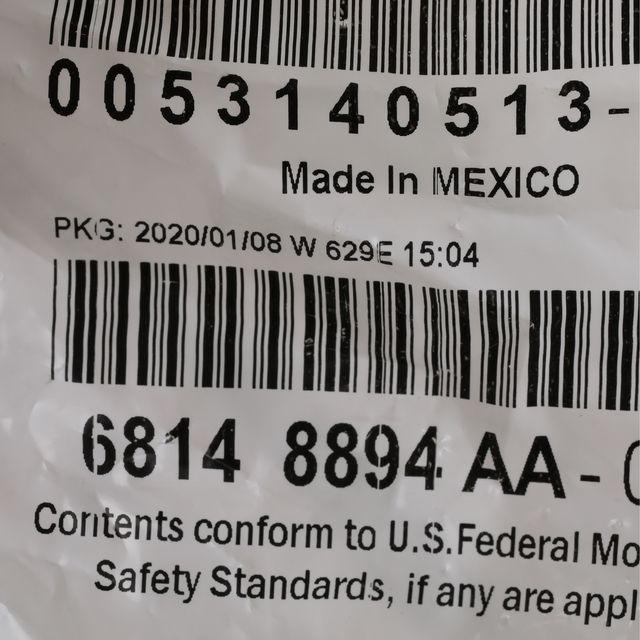 0053140513-
Made In MEXICO
PKG: 2020/01/08 W 629E 15:04
6814 8894 AA-
Contents conform to U.S.Federal Mo
Safety Standards, if any are appl